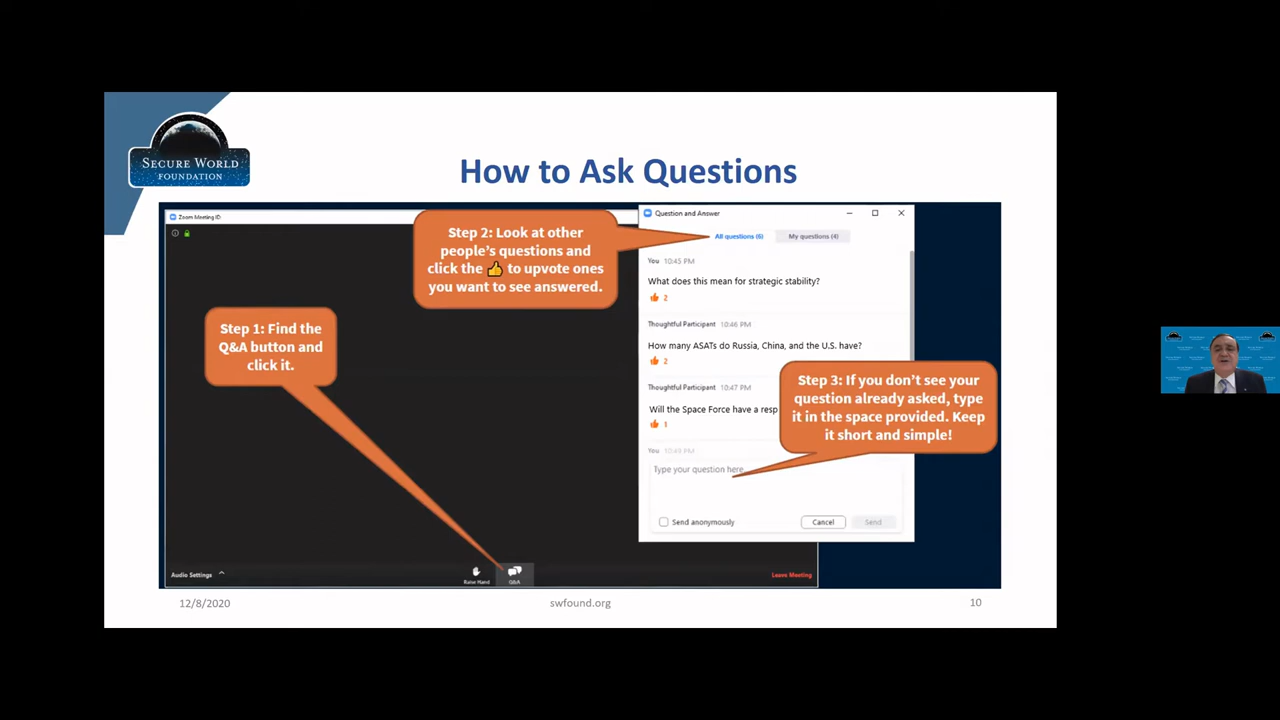 SECURE WORLD
FOUNDATION
How to Ask Questions
Zoom Meeting ID
Step 1: Find the
Q&A button and
click it.
Step 2: Look at other
people's questions and
click the 👍 to upvote ones
you want to see answered.
Question and Answer
All questions (6)
My questions (4)
You 10:45 PM
What does this mean for strategic stability?
2
Thoughtful Participant 10:46 PM
How many ASATs do Russia, China, and the U.S. have?
2
Thoughtful Participant 10:47 PM
Will the Space Force have a resp
1
You 10:49 PM
Step 3: If you don't see your
question already asked, type
it in the space provided. Keep
it short and simple!
Type your question here
Send anonymously
Cancel
Send
Audio Settings
Raise Hand
Q&A
Leave Meeting
12/8/2020
swfound.org
10